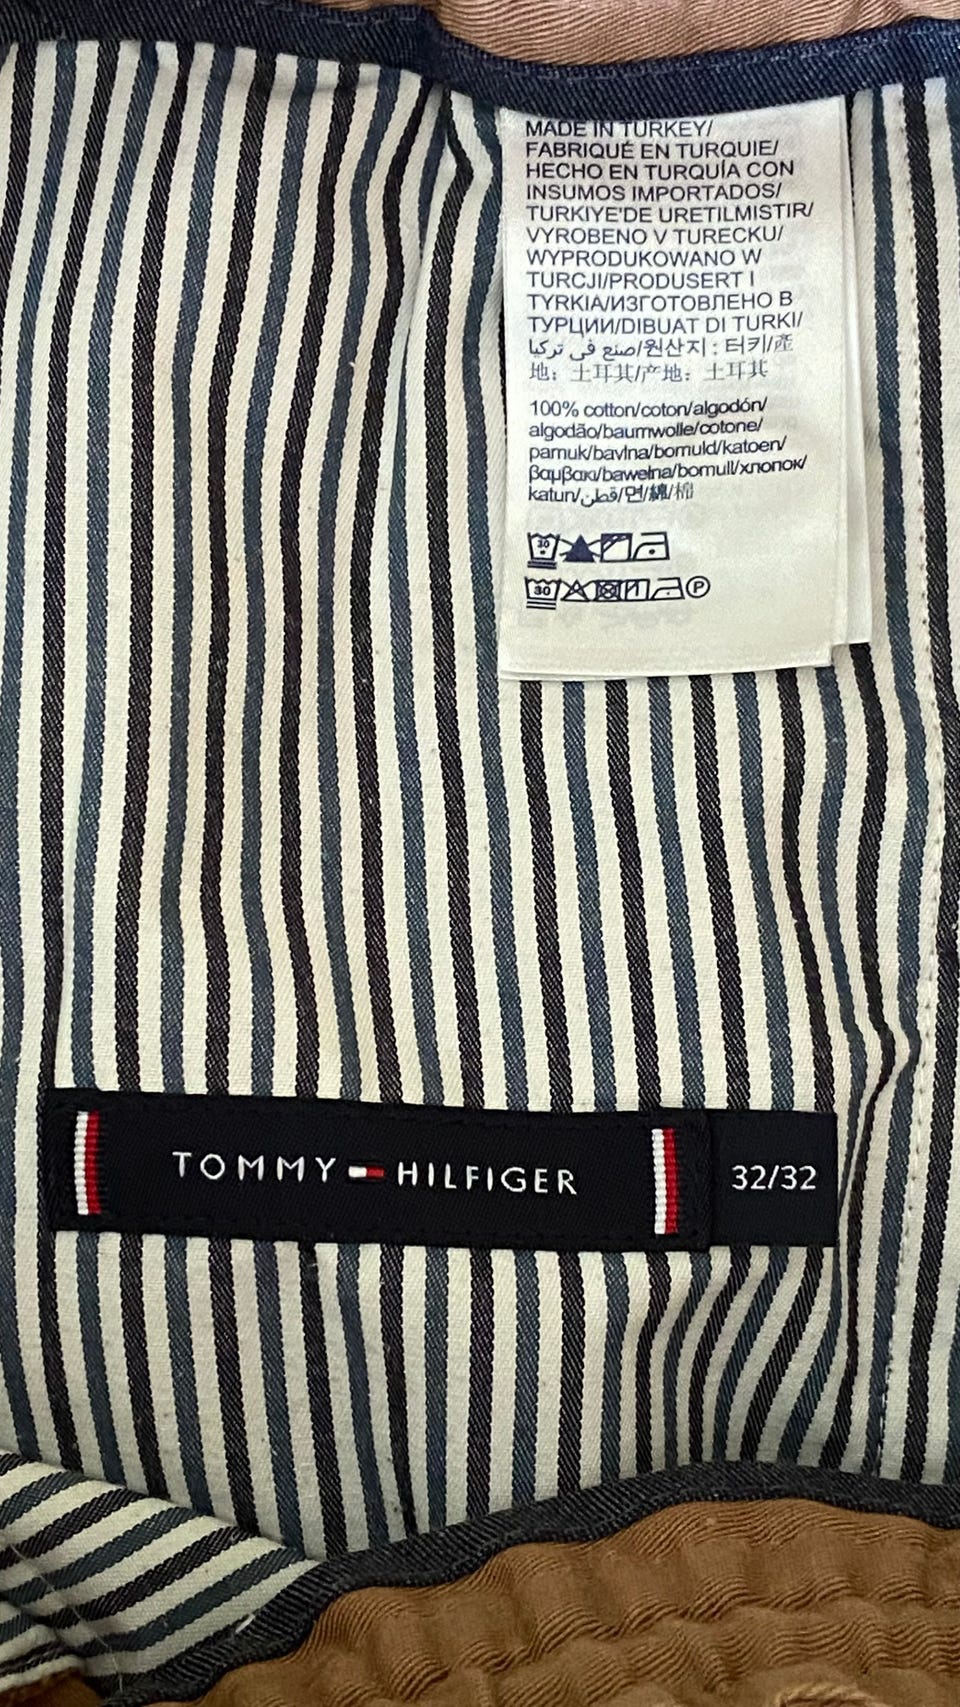 MADE IN TURKEY/
FABRIQUÉ EN TURQUIE/
HECHO EN TURQUÍA CON
INSUMOS IMPORTADOS/
TURKIYE'DE URETILMISTIR/
VYROBENO V TURECKU/
WYPRODUKOWANO W
TURCJI/PRODUSERT I
TYRKIA/ИЗГОТОВЛЕНО В
ТУРЦИИ/DIBUAT DI TURKI/
صنع في تركيا/원산지 : 터키/產
地: 土耳其/产地: 土耳其
100% cotton/coton/algodón/
algodão/baumwolle/cotone/
pamuk/bavlna/bomuld/katoen/
βαμβακι/bawełna/bomull/хлопок/
katun/قطن/면/綿/棉
30
30 P
TOMMY HILFIGER
32/32